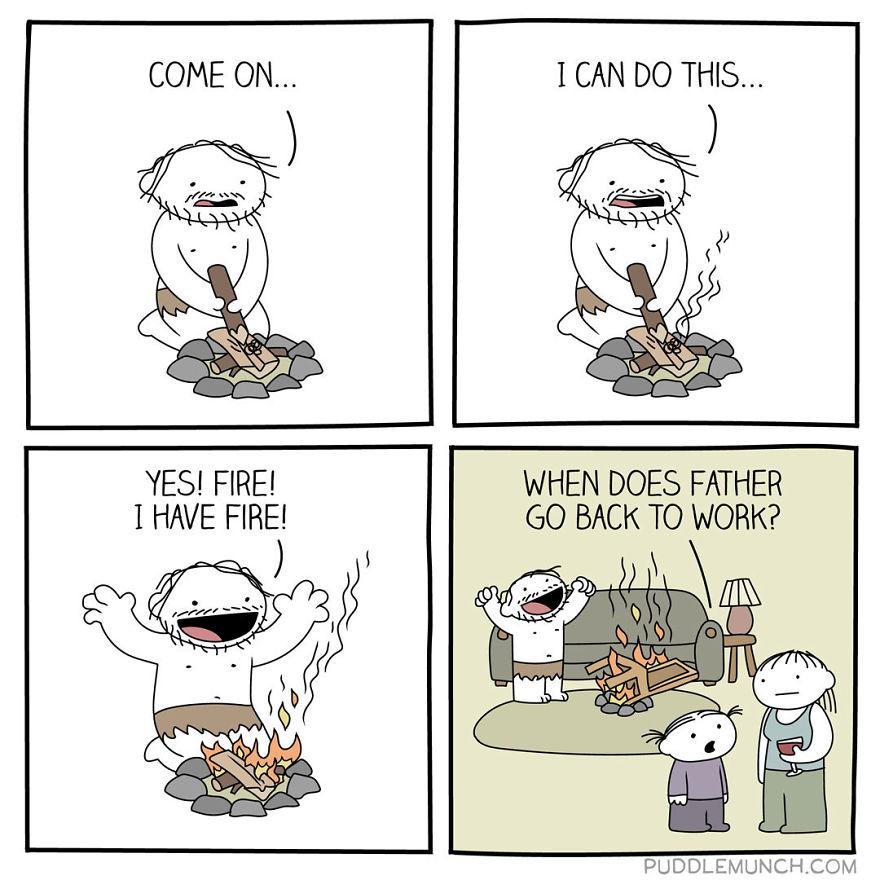 COME ON...
I CAN DO THIS...
YES! FIRE!
I HAVE FIRE!
WHEN DOES FATHER
GO BACK TO WORK?
PUDDLEMUNCH.COM